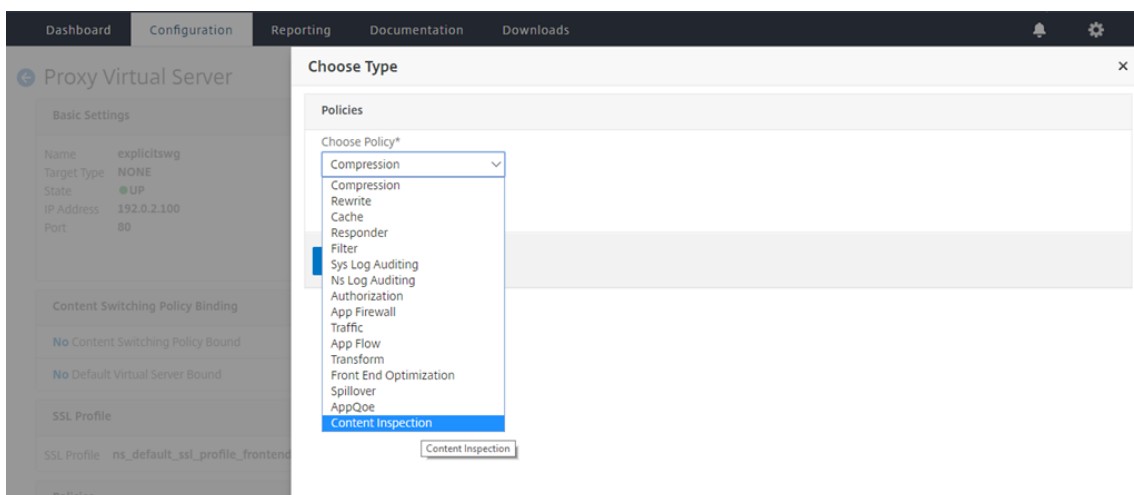 Dashboard Configuration Reporting Documentation Downloads
Proxy Virtual Server
Basic Settings
Name explicitswg
Target Type NONE
State UP
IP Address 192.0.2.100
Port 80
Content Switching Policy Binding
No Content Switching Policy Bound
No Default Virtual Server Bound
SSL Profile
SSL Profile ns_default_ssl_profile_frontend
Policies
Choose Type
Policies
Choose Policy*
Compression
Compression
Rewrite
Cache
Responder
Filter
Sys Log Auditing
Ns Log Auditing
Authorization
App Firewall
Traffic
App Flow
Transform
Front End Optimization
Spillover
AppQoe
Content Inspection
Content Inspection